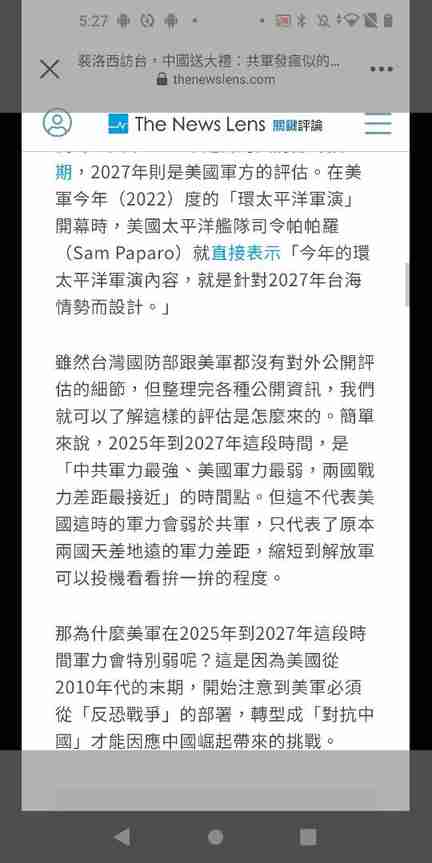 5:27
裴洛西訪台，中國送大禮：共軍發瘋似的...
thenewslens.com
The News Lens 關鍵評論
期，2027年則是美國軍方的評估。在美
軍今年（2022）度的「環太平洋軍演」
開幕時，美國太平洋艦隊司令帕帕羅
（Sam Paparo）就直接表示「今年的環
太平洋軍演內容，就是針對2027年台海
情勢而設計。」
雖然台灣國防部跟美軍都沒有對外公開評
估的細節，但整理完各種公開資訊，我們
就可以了解這樣的評估是怎麼來的。簡單
來說，2025年到2027年這段時間，是
「中共軍力最強、美國軍力最弱，兩國戰
力差距最接近」的時間點。但這不代表美
國這時的軍力會弱於共軍，只代表了原本
兩國天差地遠的軍力差距，縮短到解放軍
可以投機看看拚一拚的程度。
那為什麼美軍在2025年到2027年這段時
間軍力會特別弱呢？這是因為美國從
2010年代的末期，開始注意到美軍必須
從「反恐戰爭」的部署，轉型成「對抗中
國」才能因應中國崛起帶來的挑戰。